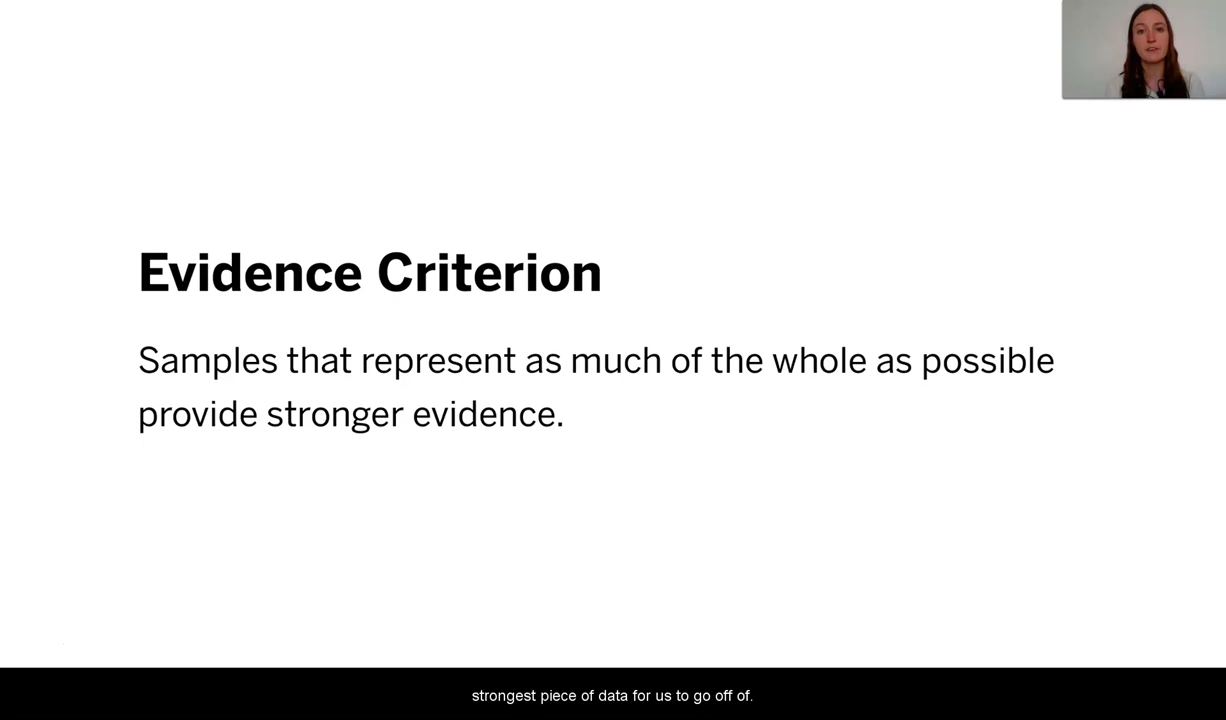 Evidence Criterion
Samples that represent as much of the whole as possible
provide stronger evidence.
strongest piece of data for us to go off of.